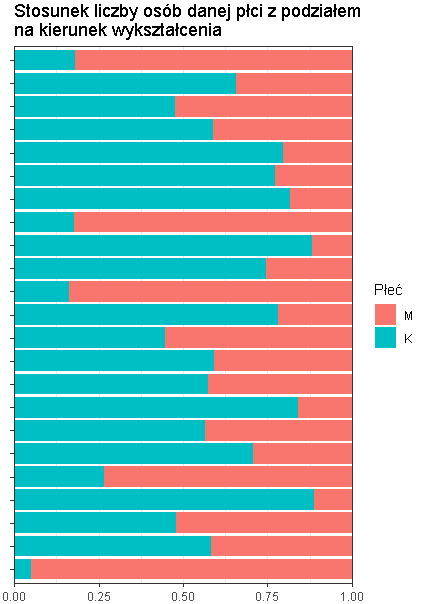 Stosunek liczby osób danej płci z podziałem
na kierunek wykształcenia
Płeć
M
K
0.00 0.25 0.50 0.75 1.00